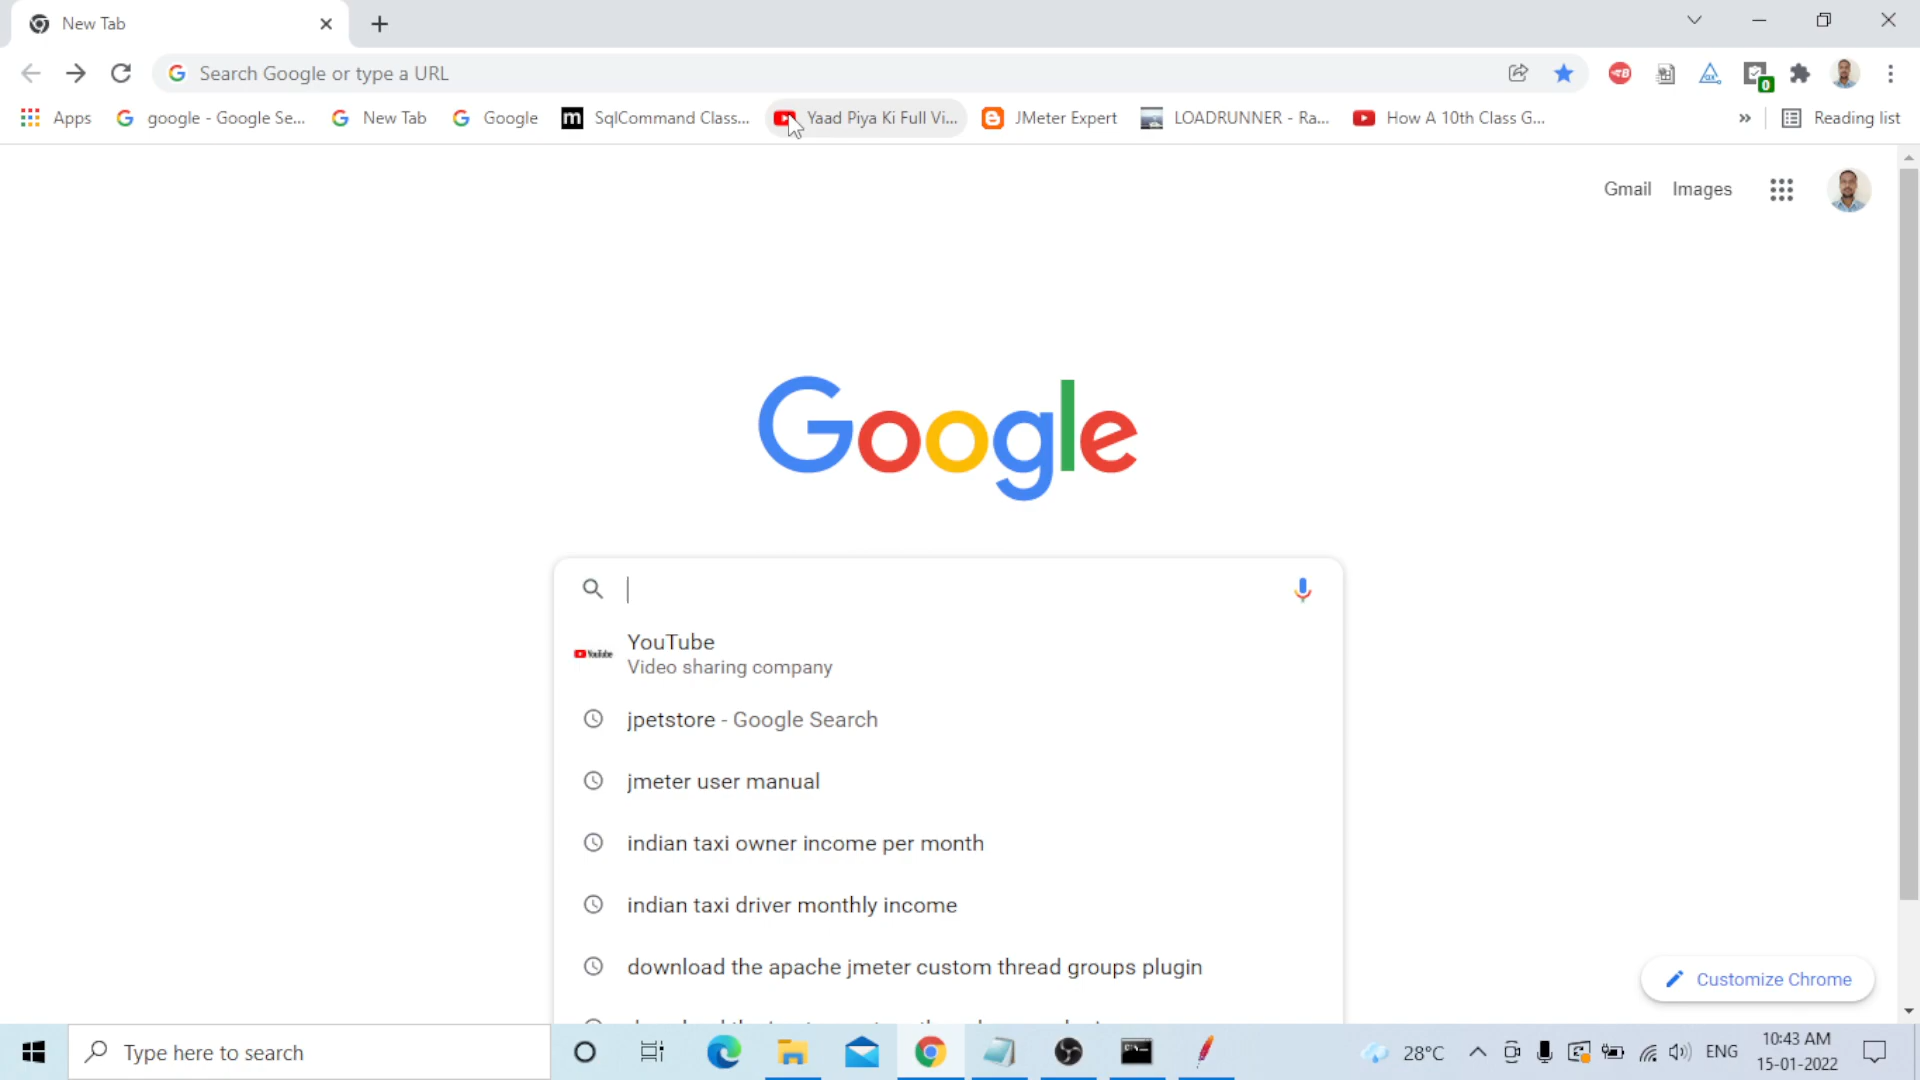 New Tab
Search Google or type a URL
Apps
google - Google Se...
New Tab
Google
SqlCommand Class...
Yaad Piya Ki Full Vi...
JMeter Expert
LOADRUNNER - Ra...
How A 10th Class G...
»
Reading list
Gmail
Images
Google
YouTube
YouTube
Video sharing company
jpetstore - Google Search
jmeter user manual
indian taxi owner income per month
indian taxi driver monthly income
download the apache jmeter custom thread groups plugin
Customize Chrome
Type here to search
28°C
ENG
10:43 AM
15-01-2022